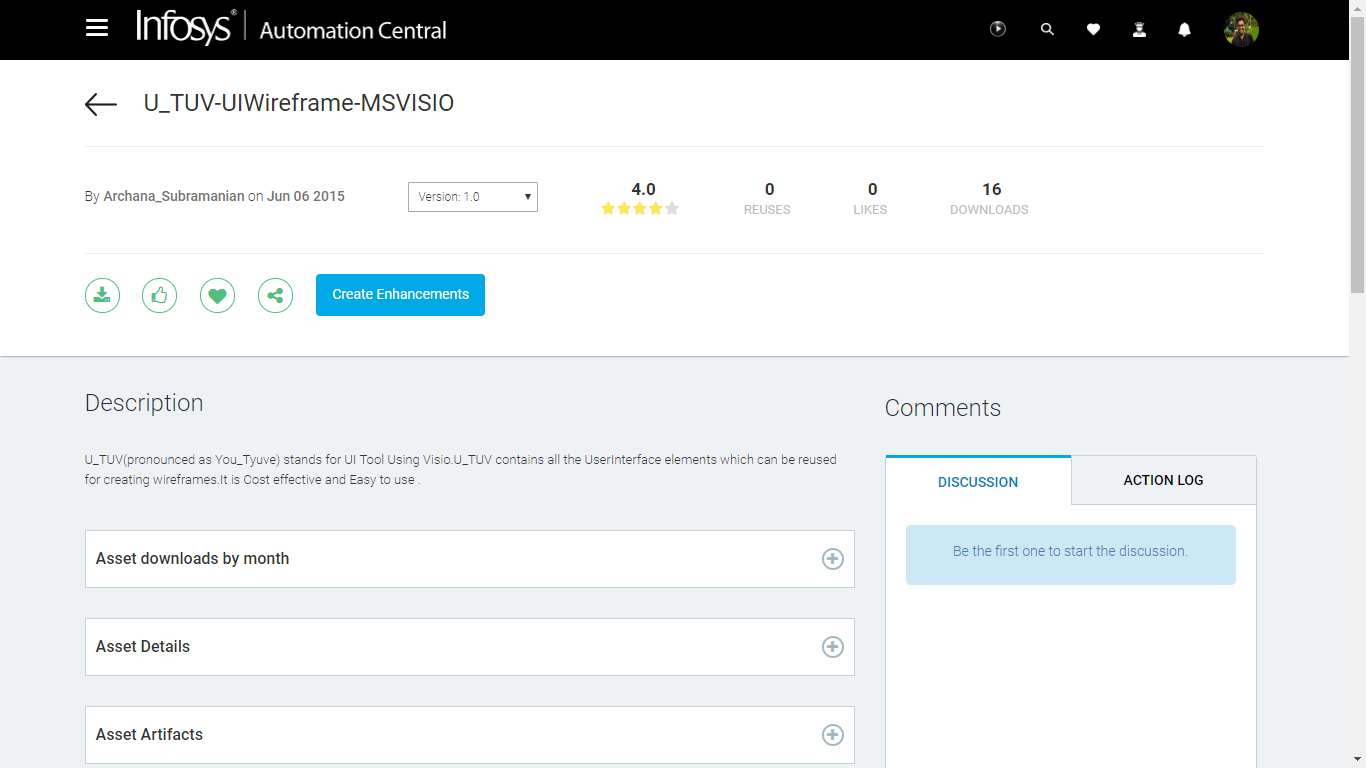 Infosys® | Automation Central
U_TUV-UIWireframe-MSVISIO
By Archana_Subramanian on Jun 06 2015
Version: 1.0
4.0
0
REUSES
0
LIKES
16
DOWNLOADS
Create Enhancements
Description
U_TUV(pronounced as You_Tyuve) stands for UI Tool Using Visio.U_TUV contains all the UserInterface elements which can be reused
for creating wireframes.It is Cost effective and Easy to use .
Asset downloads by month
Asset Details
Asset Artifacts
Comments
DISCUSSION
ACTION LOG
Be the first one to start the discussion.